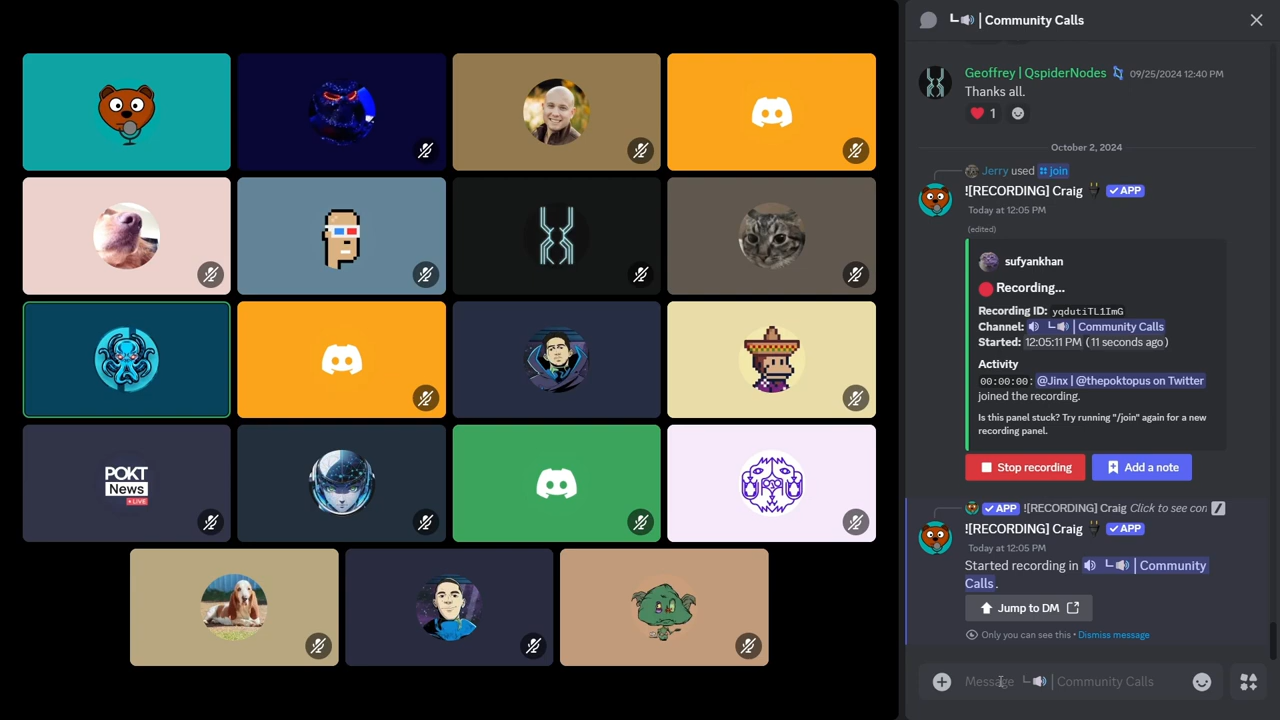 POKT
News
LIVE
┗🔊 | Community Calls
Geoffrey | QspiderNodes 09/25/2024 12:40 PM
Thanks all.
1
October 2, 2024
Jerry used join
![RECORDING] Craig APP
Today at 12:05 PM
(edited)
sufyankhan
Recording...
Recording ID: yqdutiTL1ImG
Channel: ┗🔊 | Community Calls
Started: 12:05:11 PM (11 seconds ago)
Activity
00:00:00: @Jinx | @thepoktopus on Twitter
joined the recording.
Is this panel stuck? Try running "/join" again for a new
recording panel.
Stop recording
Add a note
APP ![RECORDING] Craig Click to see con
![RECORDING] Craig APP
Today at 12:05 PM
Started recording in ┗🔊 | Community
Calls.
Jump to DM
Only you can see this • Dismiss message
Message ┗🔊 | Community Calls